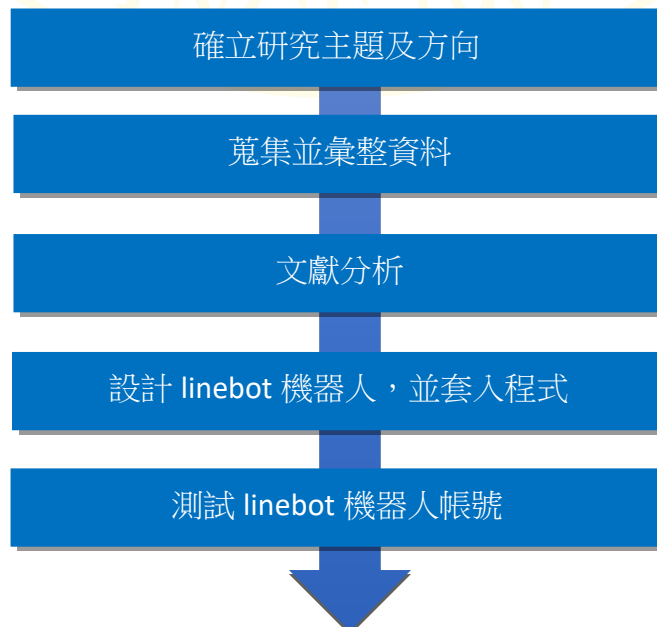 確立研究主題及方向
蒐集並彙整資料
文獻分析
設計 linebot 機器人，並套入程式
測試 linebot 機器人帳號